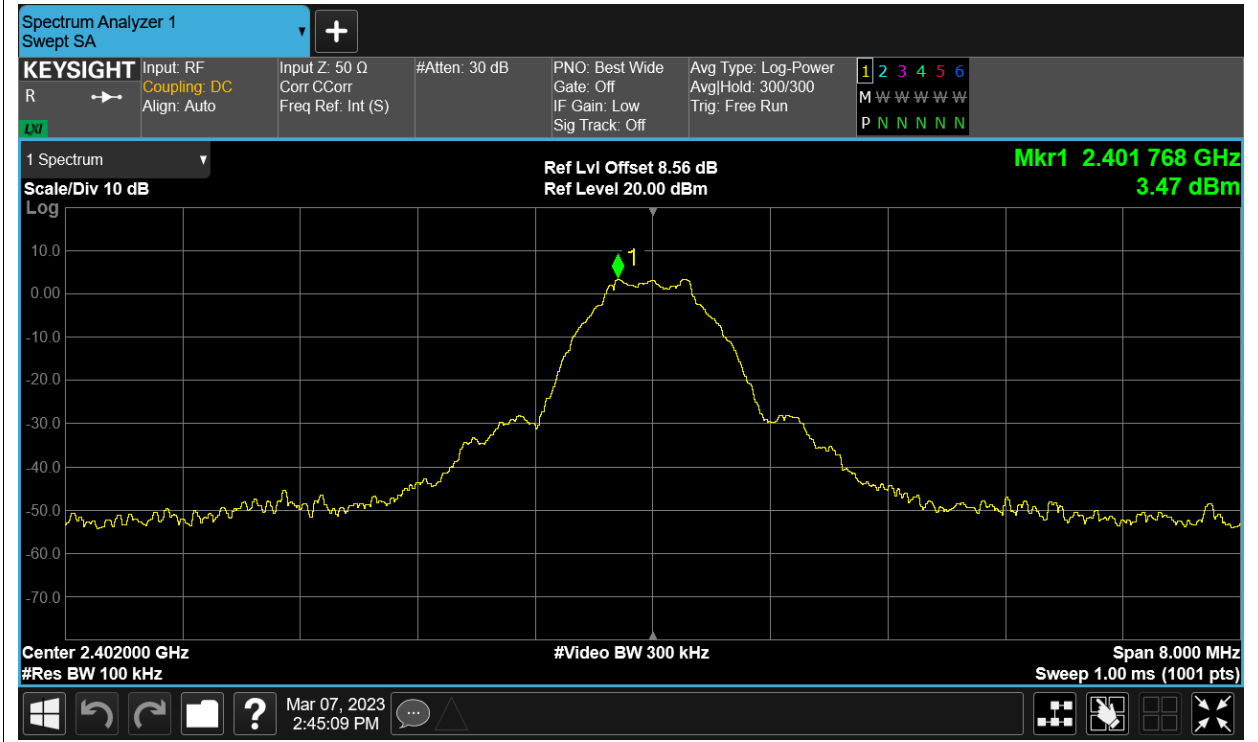 Spectrum Analyzer 1
Swept SA
+
KEYSIGHT Input: RF Input Z: 50 Ω #Atten: 30 dB PNO: Best Wide Avg Type: Log-Power 1 2 3 4 5 6
R Coupling: DC Corr CCorr Gate: Off Avg|Hold: 300/300 M W W W W W
Align: Auto Freq Ref: Int (S) IF Gain: Low Trig: Free Run
LXI Sig Track: Off P N N N N N
1 Spectrum
Ref Lvl Offset 8.56 dB
Mkr1 2.401 768 GHz
Scale/Div 10 dB Ref Level 20.00 dBm 3.47 dBm
Log
10.0
1
0.00
-10.0
-20.0
-30.0
-40.0
-50.0
-60.0
-70.0
Center 2.402000 GHz #Video BW 300 kHz Span 8.000 MHz
#Res BW 100 kHz Sweep 1.00 ms (1001 pts)
? Mar 07, 2023
2:45:09 PM